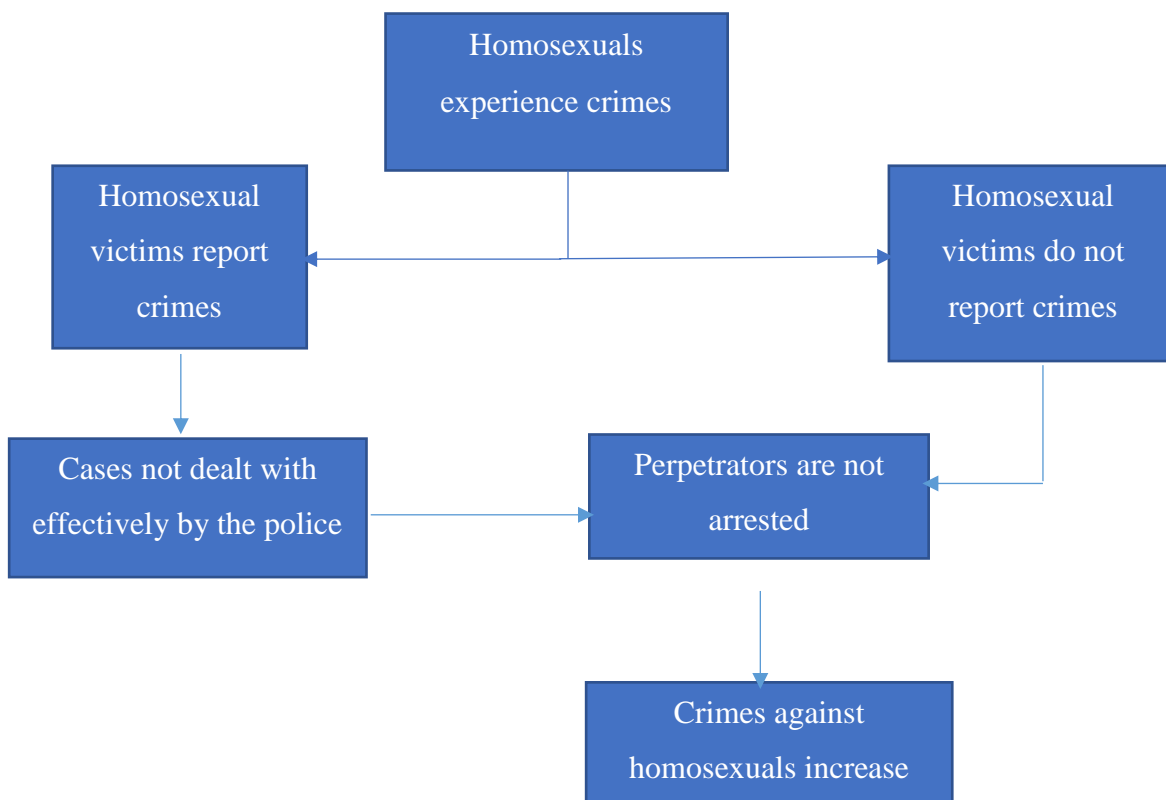 Homosexuals
experience crimes
Homosexual
victims report
crimes
Homosexual
victims do not
report crimes
Cases not dealt with
effectively by the police
Perpetrators are not
arrested
Crimes against
homosexuals increase